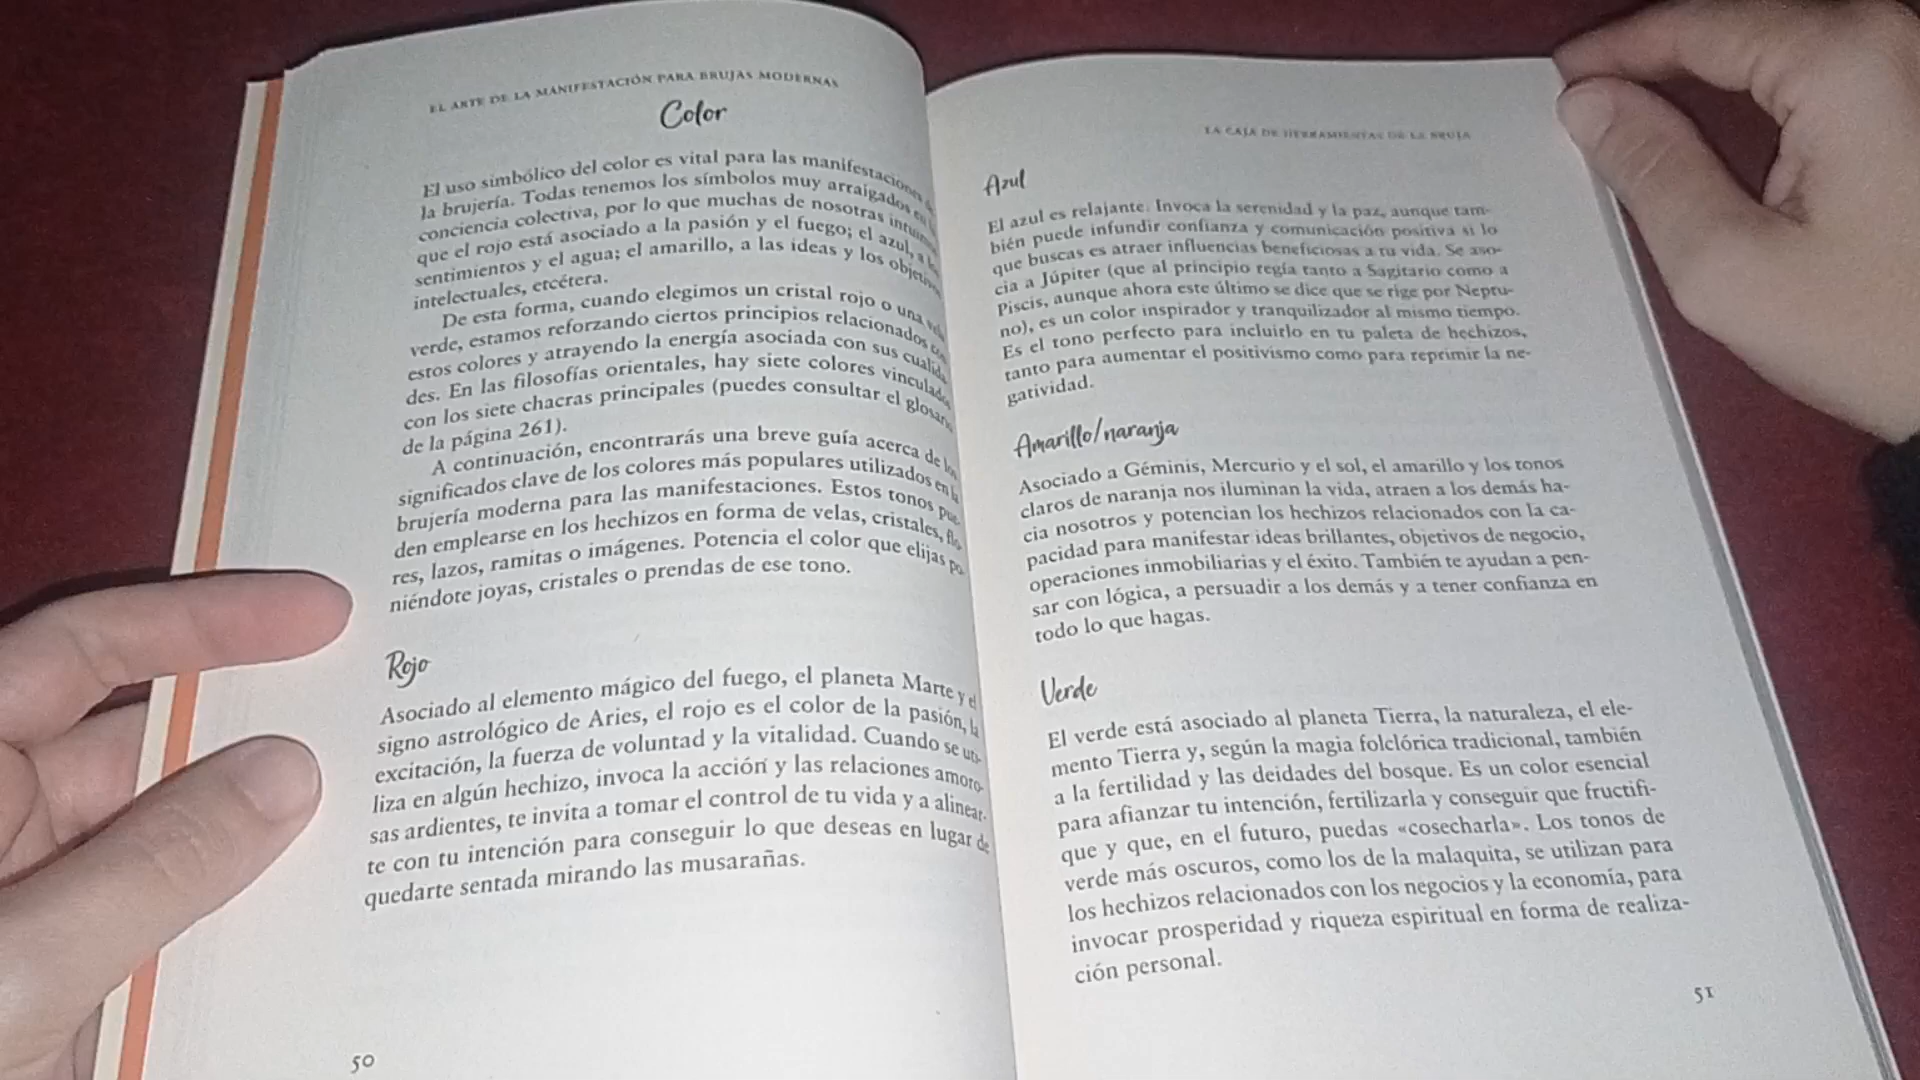 EL ARTE DE LA MANIFESTACIÓN PARA BRUJAS MODERNAS
Color
El uso simbólico del color es vital para las manifestaciones
la brujería. Todas tenemos los símbolos muy arraigados en la
conciencia colectiva, por lo que muchas de nosotras
que el rojo está asociado a la pasión y el fuego; el azul, a los
sentimientos y el agua; el amarillo, a las ideas y los objetivos
intelectuales, etcétera.
De esta forma, cuando elegimos un cristal rojo o una vela
verde, estamos reforzando ciertos principios relacionados con
estos colores y atrayendo la energía asociada con sus cualida
des. En las filosofías orientales, hay siete colores vinculados
con los siete chacras principales (puedes consultar el glosario
de la página 261).
A continuación, encontrarás una breve guía acerca de los
significados clave de los colores más populares utilizados en la
brujería moderna para las manifestaciones. Estos tonos pue-
den emplearse en los hechizos en forma de velas, cristales, flo-
res, lazos, ramitas o imágenes. Potencia el color que elijas po-
niéndote joyas, cristales o prendas de ese tono.
Rojo
Asociado al elemento mágico del fuego, el planeta Marte y el
signo astrológico de Aries, el rojo es el color de la pasión, la
excitación, la fuerza de voluntad y la vitalidad. Cuando se uti-
liza en algún hechizo, invoca la acción y las relaciones amoro-
sas ardientes, te invita a tomar el control de tu vida y a alinear-
te con tu intención para conseguir lo que deseas en lugar de
quedarte sentada mirando las musarañas.
50
LA CAJA DE HERRAMIENTAS DE LA BRUJA
Azul
El azul es relajante. Invoca la serenidad y la paz, aunque tam-
bién puede infundir confianza y comunicación positiva si lo
que buscas es atraer influencias beneficiosas a tu vida. Se aso-
cia a Júpiter (que al principio regía tanto a Sagitario como a
Piscis, aunque ahora este último se dice que se rige por Neptu-
no), es un color inspirador y tranquilizador al mismo tiempo.
Es el tono perfecto para incluirlo en tu paleta de hechizos,
tanto para aumentar el positivismo como para reprimir la ne-
gatividad.
Amarillo/naranja
Asociado a Géminis, Mercurio y el sol, el amarillo y los tonos
claros de naranja nos iluminan la vida, atraen a los demás ha-
cia nosotros y potencian los hechizos relacionados con la ca-
pacidad para manifestar ideas brillantes, objetivos de negocio,
operaciones inmobiliarias y el éxito. También te ayudan a pen-
sar con lógica, a persuadir a los demás y a tener confianza en
todo lo que hagas.
Verde
El verde está asociado al planeta Tierra, la naturaleza, el ele-
mento Tierra y, según la magia folclórica tradicional, también
a la fertilidad y las deidades del bosque. Es un color esencial
para afianzar tu intención, fertilizarla y conseguir que fructifi-
que y que, en el futuro, puedas «cosecharla». Los tonos de
verde más oscuros, como los de la malaquita, se utilizan para
los hechizos relacionados con los negocios y la economía, para
invocar prosperidad y riqueza espiritual en forma de realiza-
ción personal.
51